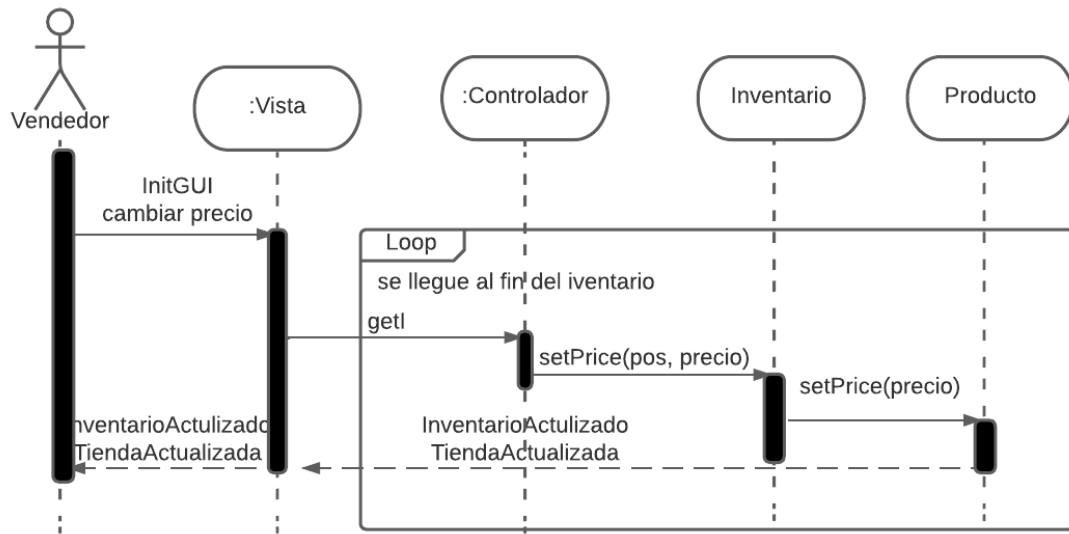 Vendedor
:Vista
:Controlador
Inventario
Producto
InitGUI
cambiar precio
Loop
se llegue al fin del iventario
getI
setPrice(pos, precio)
setPrice(precio)
nventarioActulizado
TiendaActualizada
InventarioActulizado
TiendaActualizada